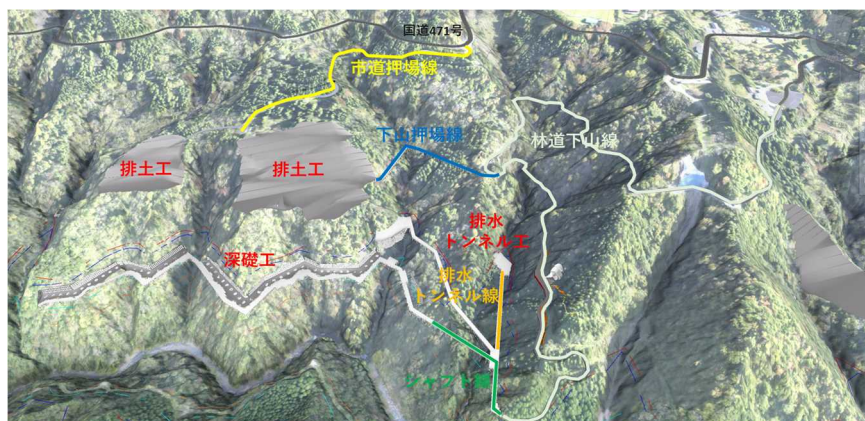 国道471号
市道押場線
下山押場線
林道下山線
排土工
排土工
排水
トンネル工
深礎工
排水
トンネル線
シャフト線